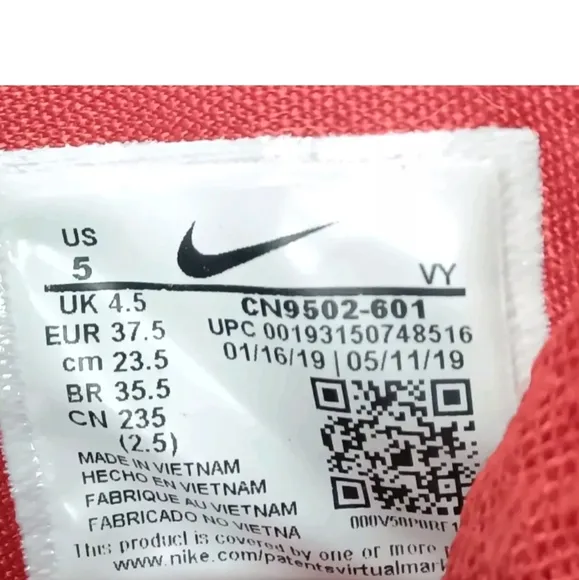 US
5
VY
UK 4.5
CN9502-601
EUR 37.5
UPC 00193150748516
cm 23.5
01/16/19 | 05/11/19
BR 35.5
CN 235
(2.5)
MADE IN VIETNAM
HECHO EN VIETNAM
FABRIQUE AU VIETNAM
FABRICADO NO VIETNA
This product is covered by one or more
www.nike.com/patentsvirtualmar